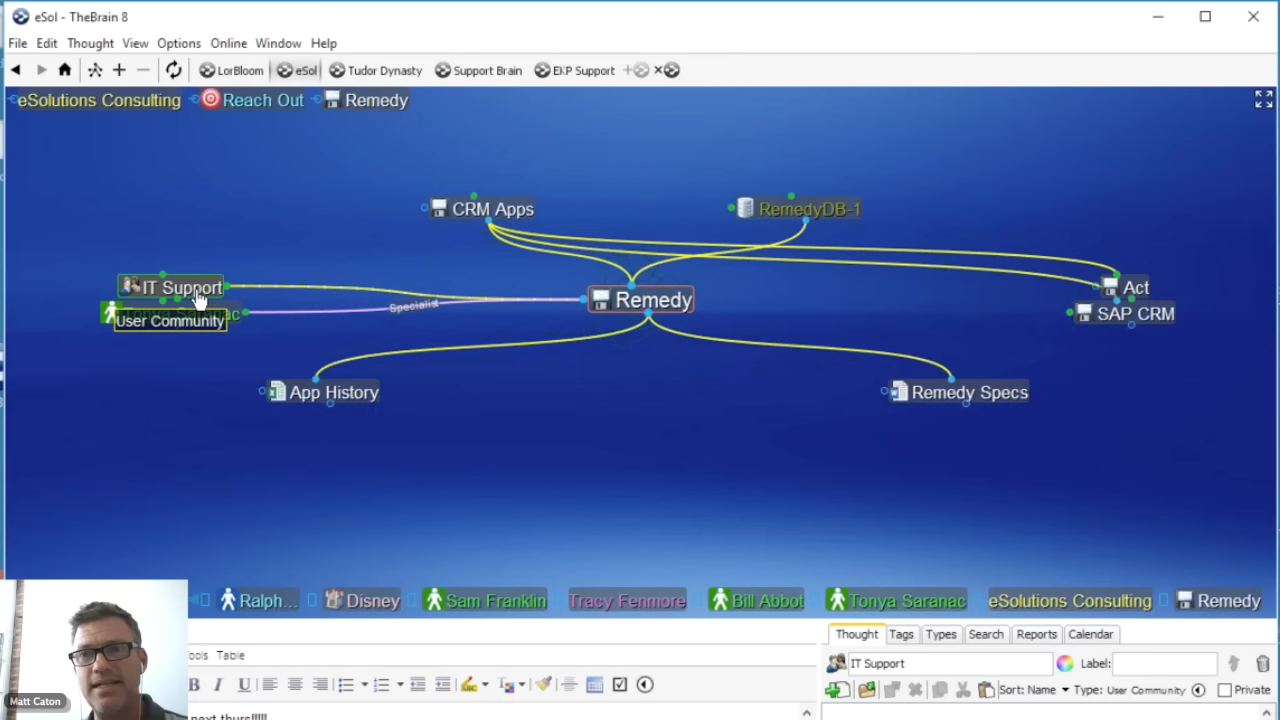 eSol - TheBrain 8
File Edit Thought View Options Online Window Help
LorBloom eSol Tudor Dynasty Support Brain EKP Support
eSolutions Consulting Reach Out Remedy
CRM Apps RemedyDB-1
IT Support Remedy Act
Specialist
Tonya Saranac SAP CRM
User Community
App History Remedy Specs
Ralph... Disney Sam Franklin Tracy Fenmore Bill Abbot Tonya Saranac eSolutions Consulting Remedy
Thought Tags Types Search Reports Calendar
Tools Table
IT Support Label:
B I U
Sort: Name Type: User Community Private
Matt Caton
next thurs!!!!!